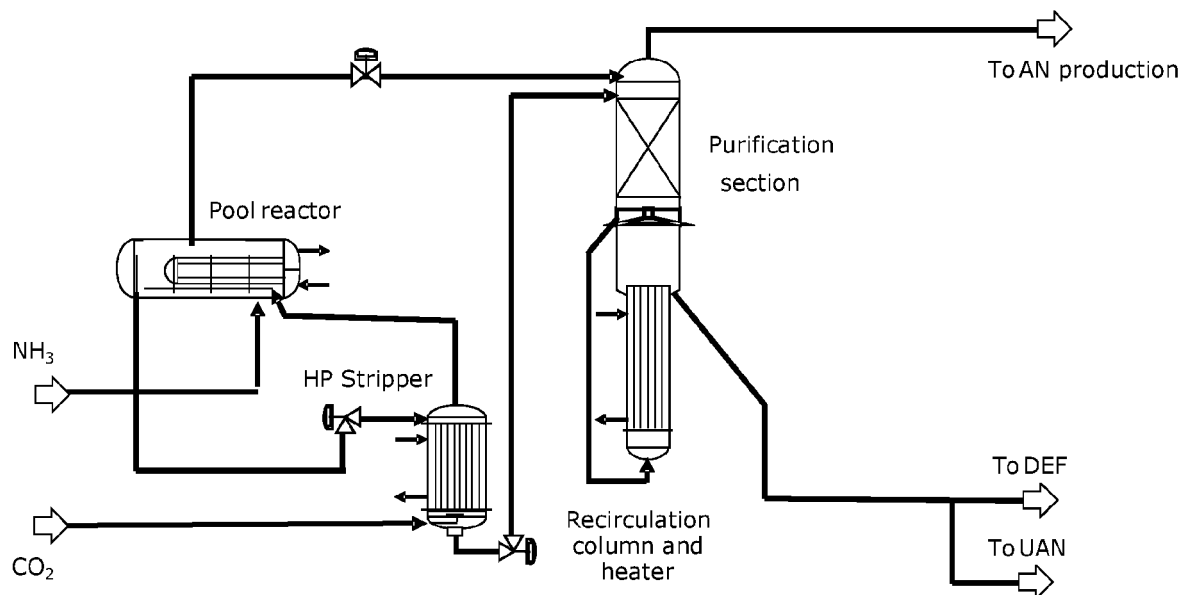 To AN production
Purification
section
Pool reactor
NH₃
HP Stripper
To DEF
Recirculation
column and
heater
To UAN
CO₂